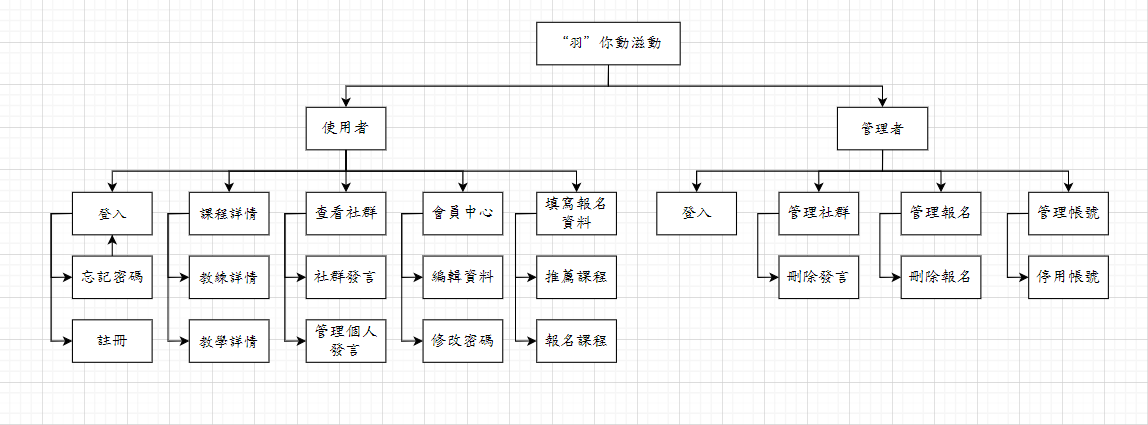 “羽”你動滋動
使用者
管理者
登入
課程詳情
查看社群
會員中心
填寫報名
資料
登入
管理社群
管理報名
管理帳號
忘記密碼
教練詳情
社群發言
編輯資料
推薦課程
刪除發言
刪除報名
停用帳號
註冊
教學詳情
管理個人
發言
修改密碼
報名課程